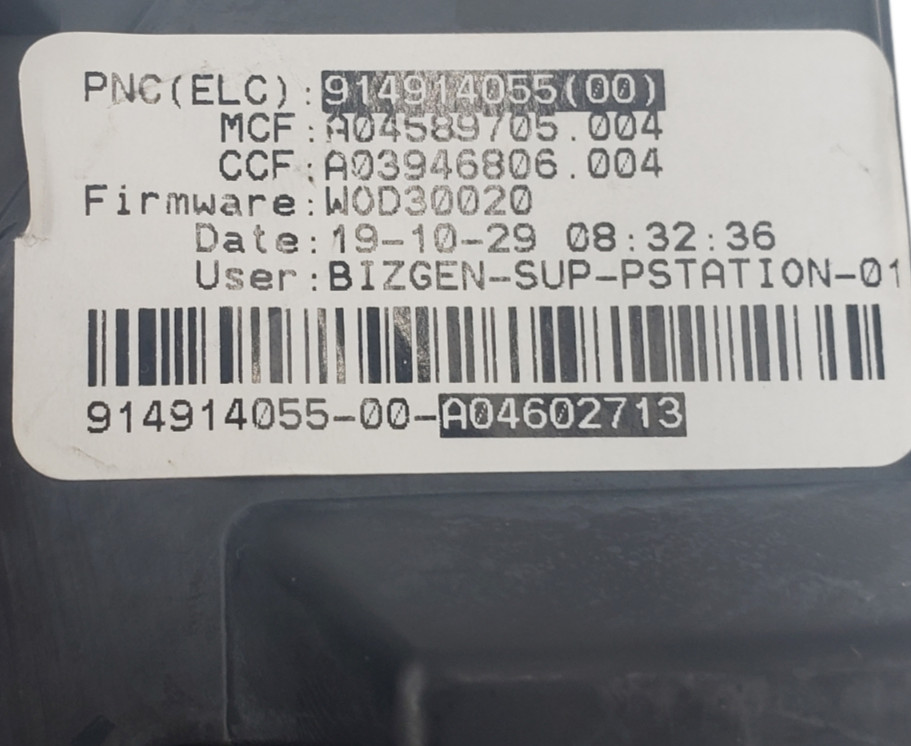 PNC(ELC):914914055(00)
MCF:A04589705.004
CCF:A03946806.004
Firmware:WOD30020
Date:19-10-29 08:32:36
User:BIZGEN-SUP-PSTATION-01
914914055-00-A04602713